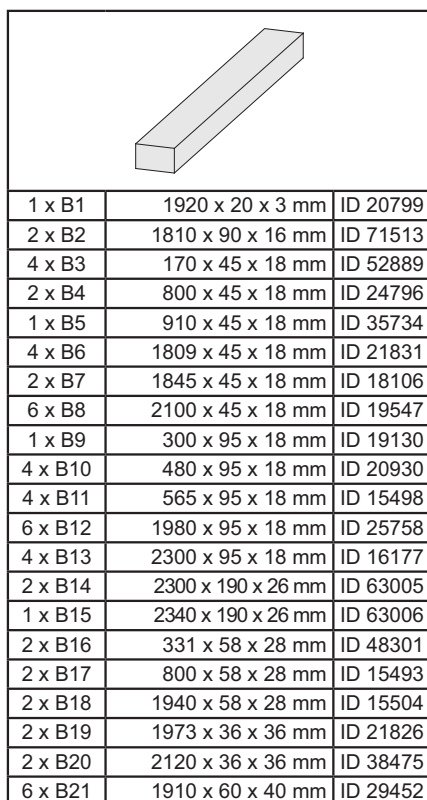 1 x B1 1920 x 20 x 3 mm ID 20799
2 x B2 1810 x 90 x 16 mm ID 71513
4 x B3 170 x 45 x 18 mm ID 52889
2 x B4 800 x 45 x 18 mm ID 24796
1 x B5 910 x 45 x 18 mm ID 35734
4 x B6 1809 x 45 x 18 mm ID 21831
2 x B7 1845 x 45 x 18 mm ID 18106
6 x B8 2100 x 45 x 18 mm ID 19547
1 x B9 300 x 95 x 18 mm ID 19130
4 x B10 480 x 95 x 18 mm ID 20930
4 x B11 565 x 95 x 18 mm ID 15498
6 x B12 1980 x 95 x 18 mm ID 25758
4 x B13 2300 x 95 x 18 mm ID 16177
2 x B14 2300 x 190 x 26 mm ID 63005
1 x B15 2340 x 190 x 26 mm ID 63006
2 x B16 331 x 58 x 28 mm ID 48301
2 x B17 800 x 58 x 28 mm ID 15493
2 x B18 1940 x 58 x 28 mm ID 15504
2 x B19 1973 x 36 x 36 mm ID 21826
2 x B20 2120 x 36 x 36 mm ID 38475
6 x B21 1910 x 60 x 40 mm ID 29452